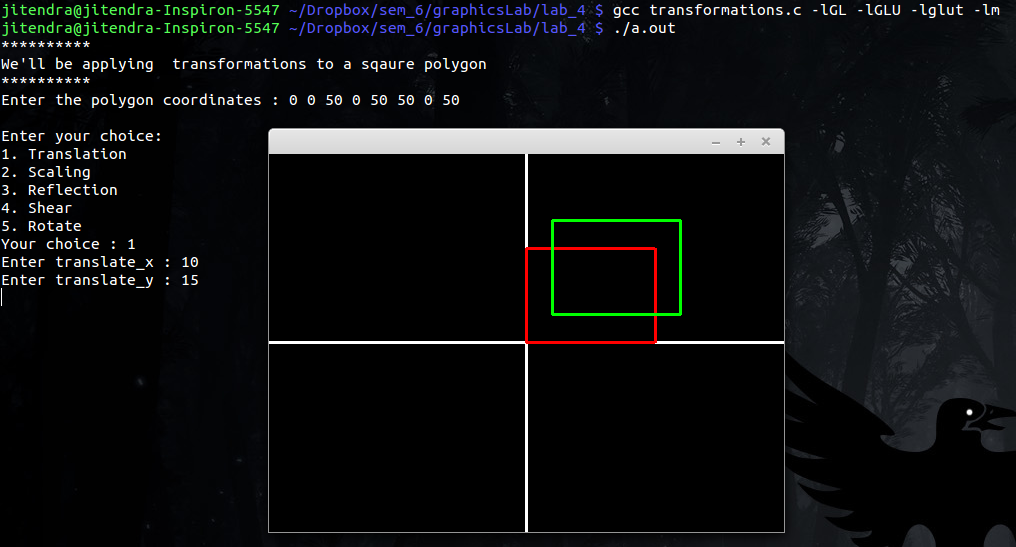 jitendra@jitendra-Inspiron-5547 ~/Dropbox/sem_6/graphicsLab/lab_4 $ gcc transformations.c -lGL -lGLU -lglut -lm
jitendra@jitendra-Inspiron-5547 ~/Dropbox/sem_6/graphicsLab/lab_4 $ ./a.out
**********
We'll be applying  transformations to a sqaure polygon
**********
Enter the polygon coordinates : 0 0 50 0 50 50 0 50
Enter your choice:
1. Translation
2. Scaling
3. Reflection
4. Shear
5. Rotate
Your choice : 1
Enter translate_x : 10
Enter translate_y : 15